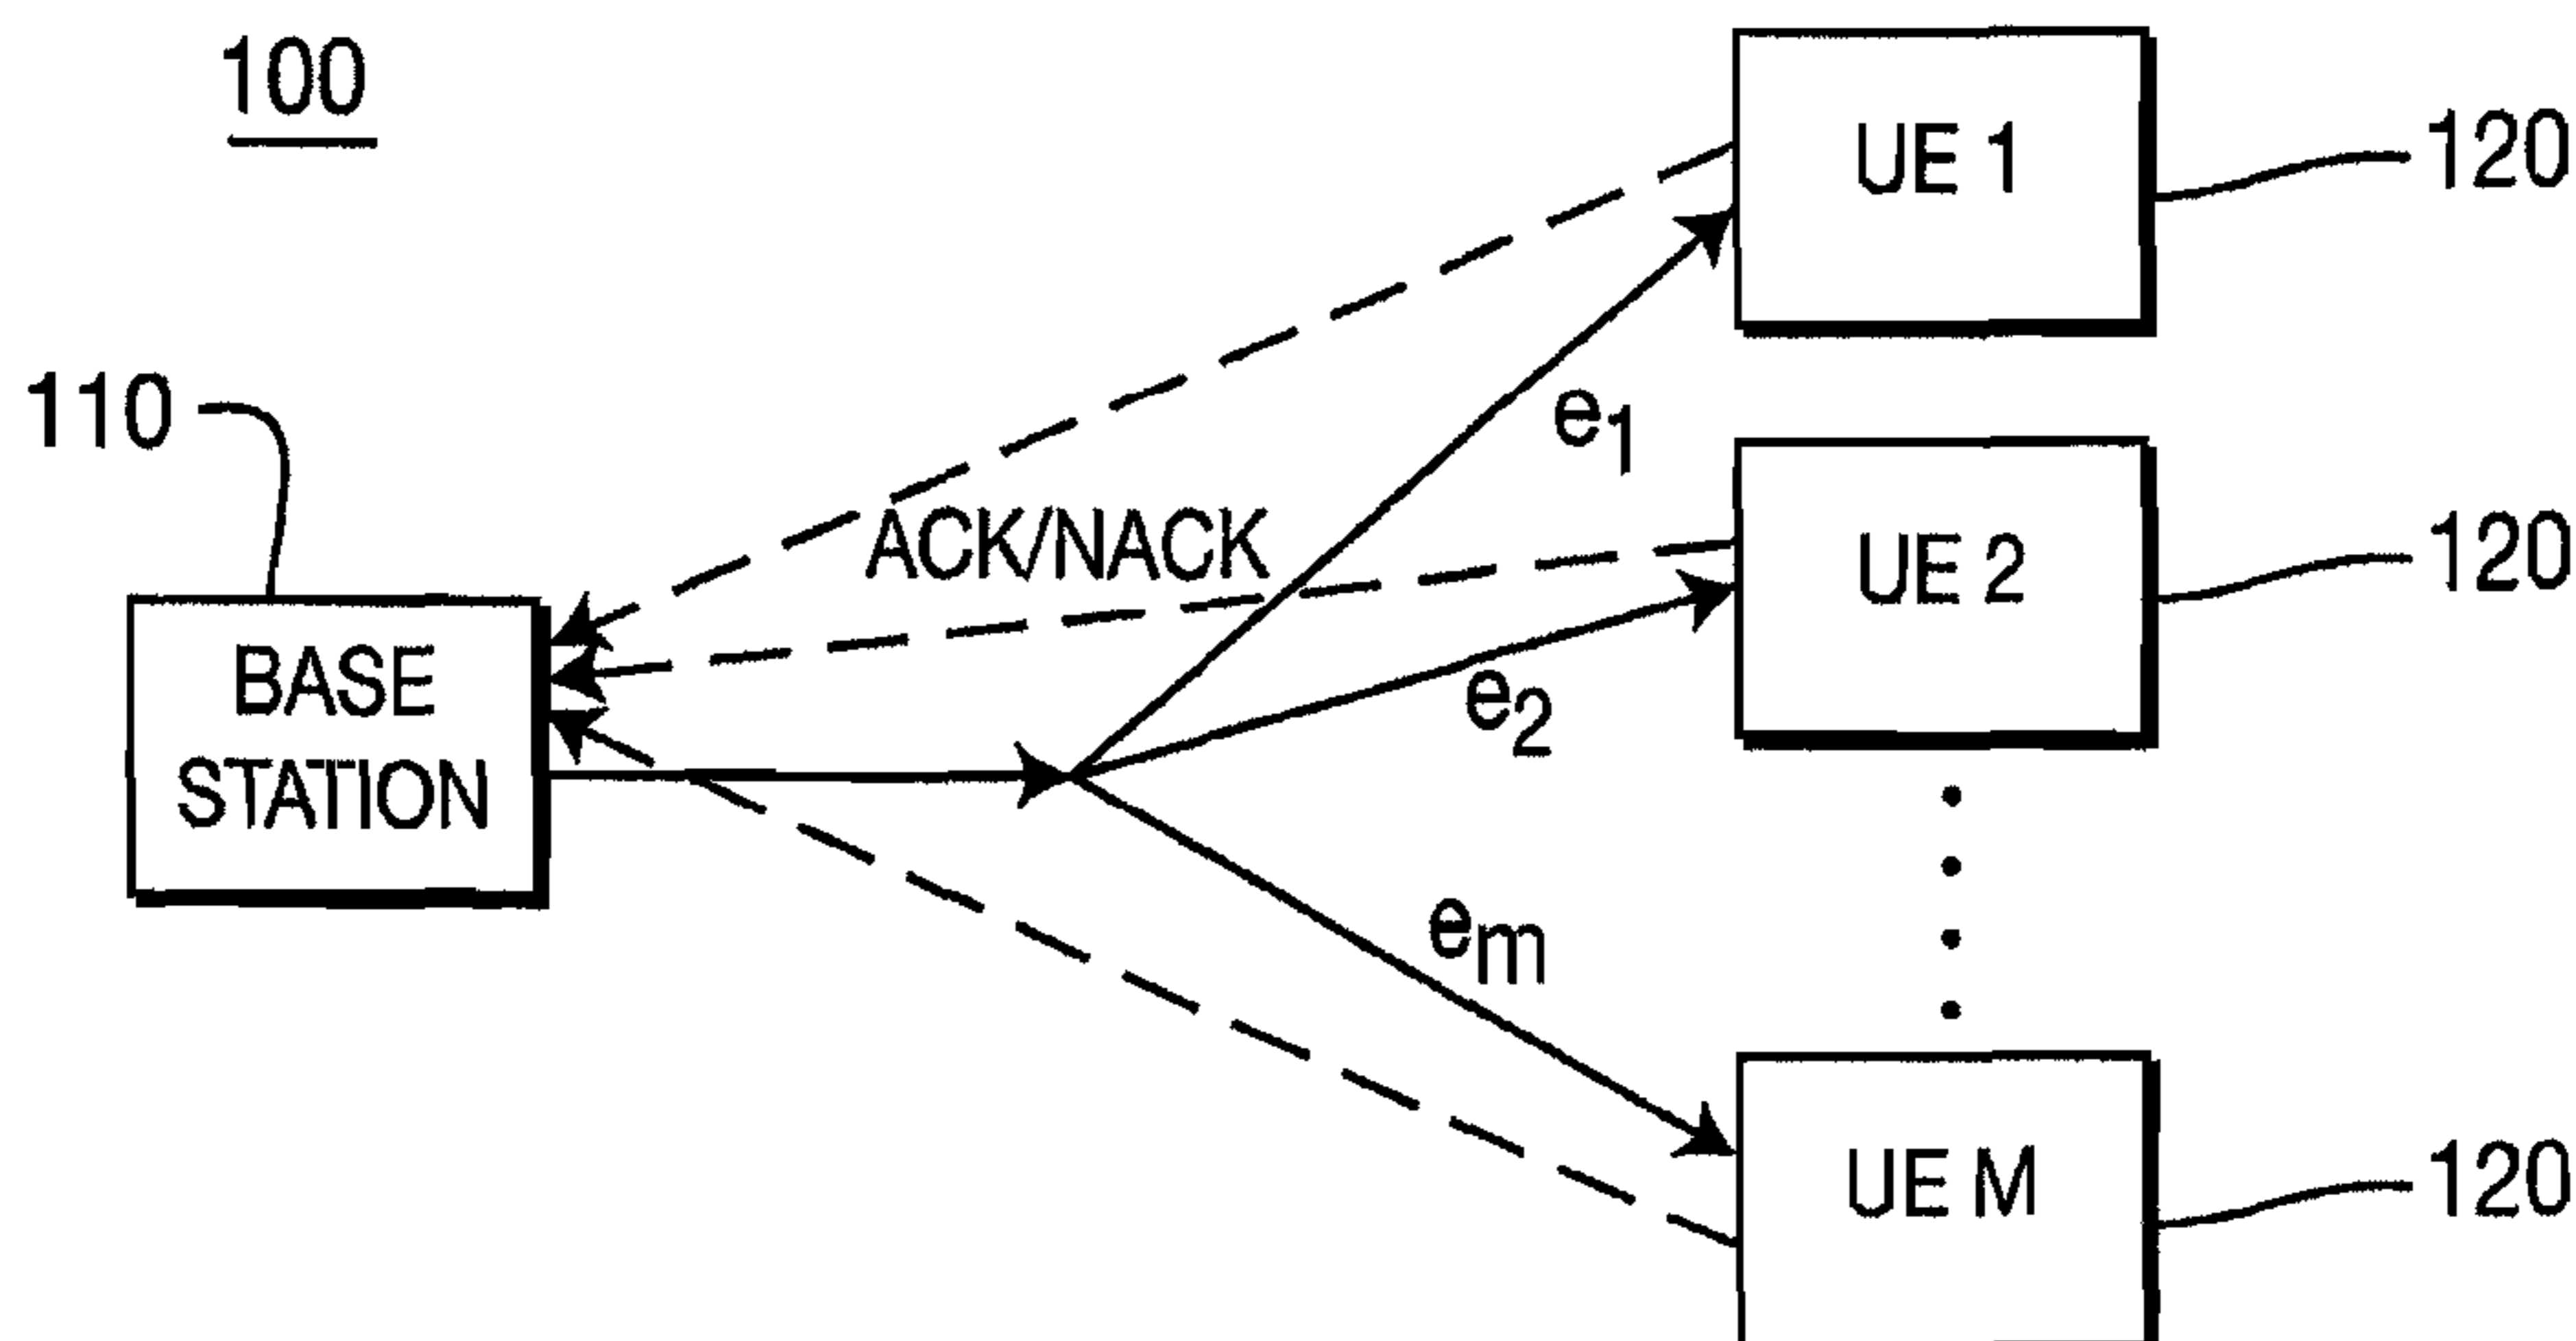 100
UE 1
120
110
e1
ACK/NACK
UE 2
120
BASE
STATION
e2
em
UE M
120